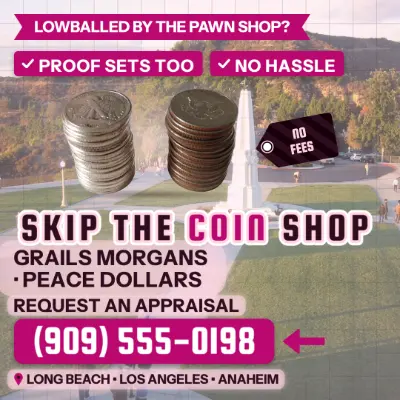 LOWBALLED BY THE PAWN SHOP?
✓ PROOF SETS TOO ✓ NO HASSLE
NO
FEES
SKIP THE COIN SHOP
GRAILS MORGANS
· PEACE DOLLARS
REQUEST AN APPRAISAL
(909) 555-0198
LONG BEACH • LOS ANGELES • ANAHEIM